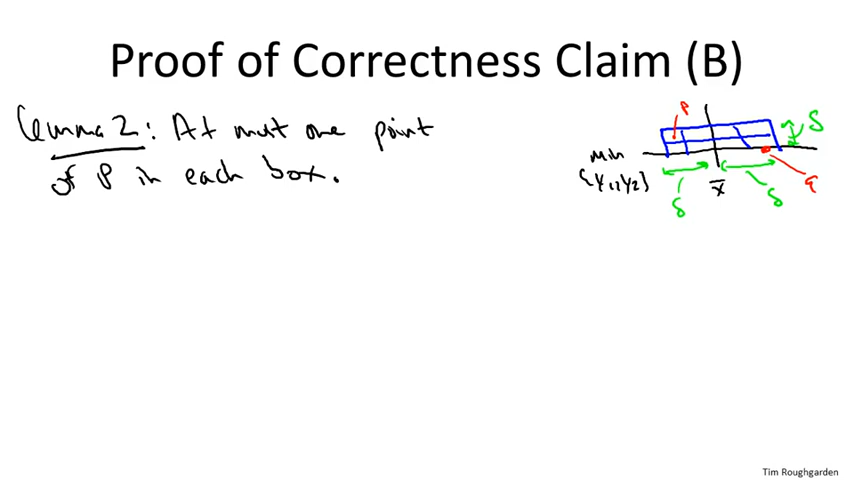 Proof of Correctness Claim (B)
Lemma 2: At most one point
of P in each box.
P
δ
min
{y1,y2}
x̄
q
δ
δ
Tim Roughgarden